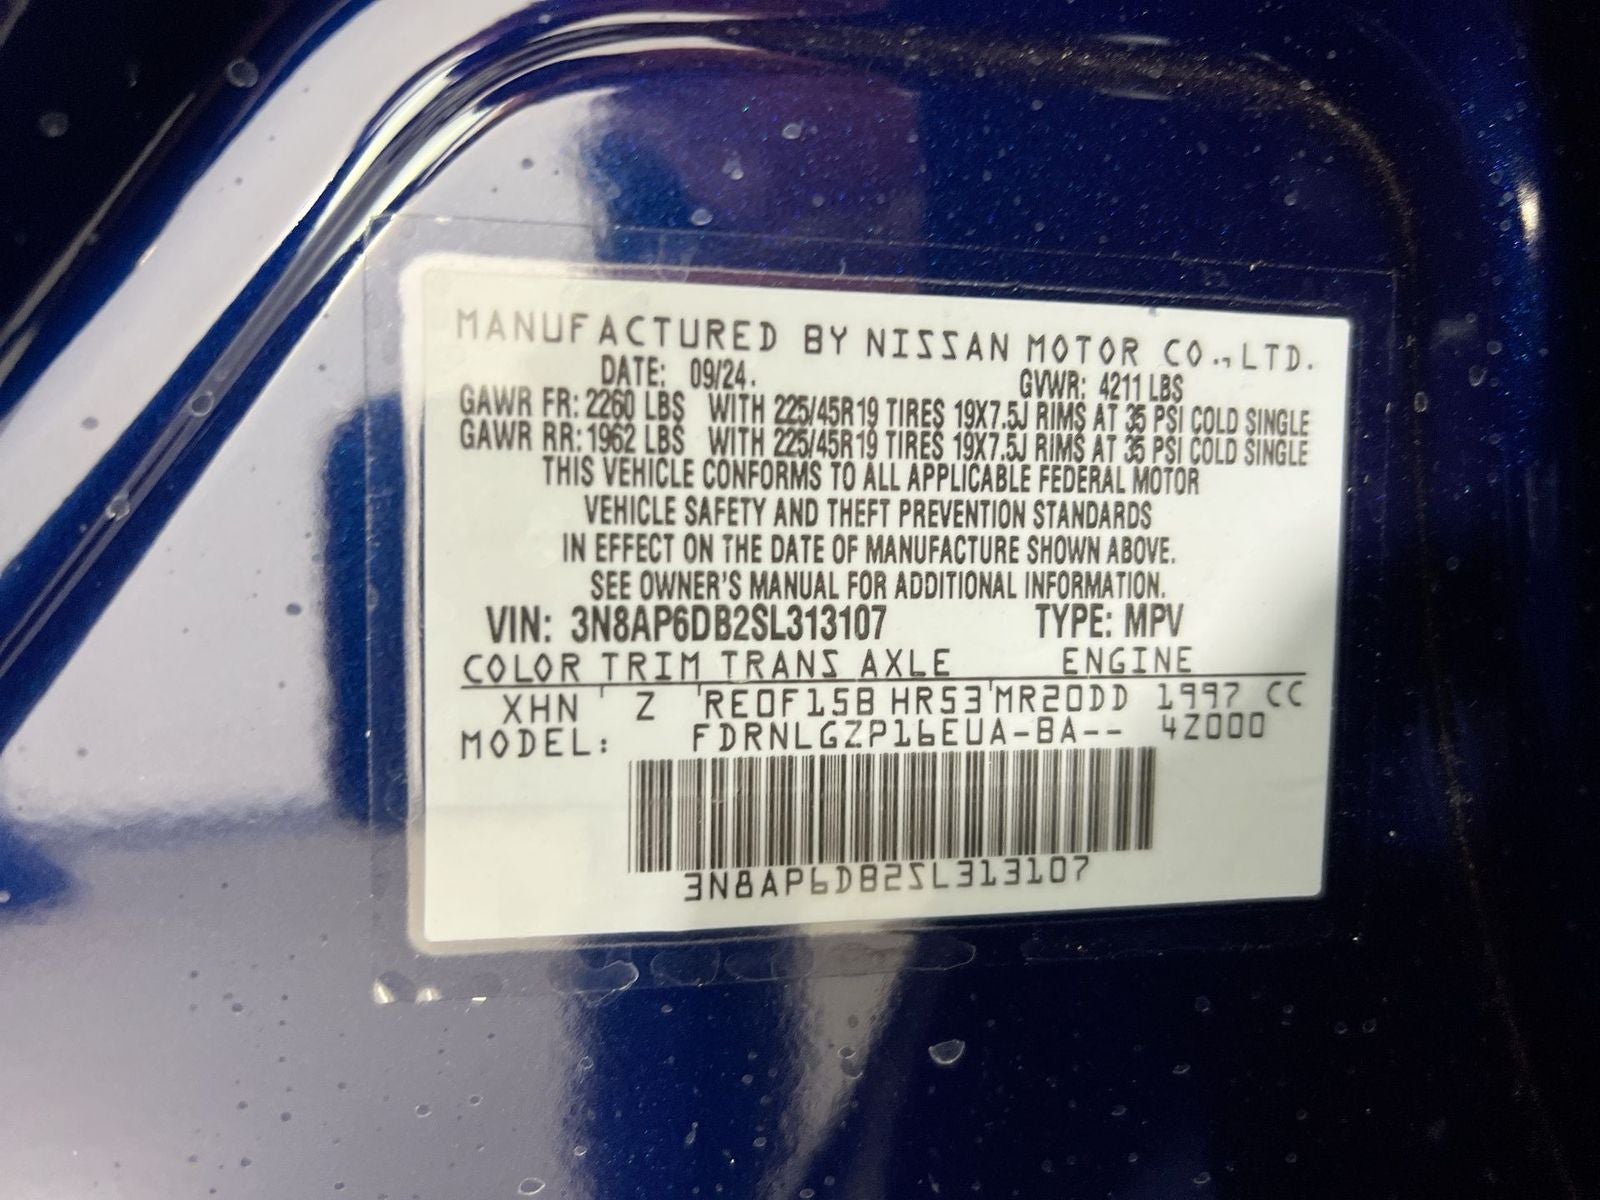 MANUFACTURED BY NISSAN MOTOR CO., LTD.
DATE: 09/24. GVWR: 4211 LBS
GAWR FR: 2260 LBS WITH 225/45R19 TIRES 19X7.5J RIMS AT 35 PSI COLD SINGLE
GAWR RR: 1962 LBS WITH 225/45R19 TIRES 19X7.5J RIMS AT 35 PSI COLD SINGLE
THIS VEHICLE CONFORMS TO ALL APPLICABLE FEDERAL MOTOR
VEHICLE SAFETY AND THEFT PREVENTION STANDARDS
IN EFFECT ON THE DATE OF MANUFACTURE SHOWN ABOVE.
SEE OWNER'S MANUAL FOR ADDITIONAL INFORMATION.
VIN: 3N8AP6DB2SL313107 TYPE: MPV
COLOR TRIM TRANS AXLE ENGINE
XHN Z RE0F15B HR53 MR20DD 1997 CC
MODEL: FDRNLGZP16EUA-BA-- 4Z000
3N8AP6DB2SL313107